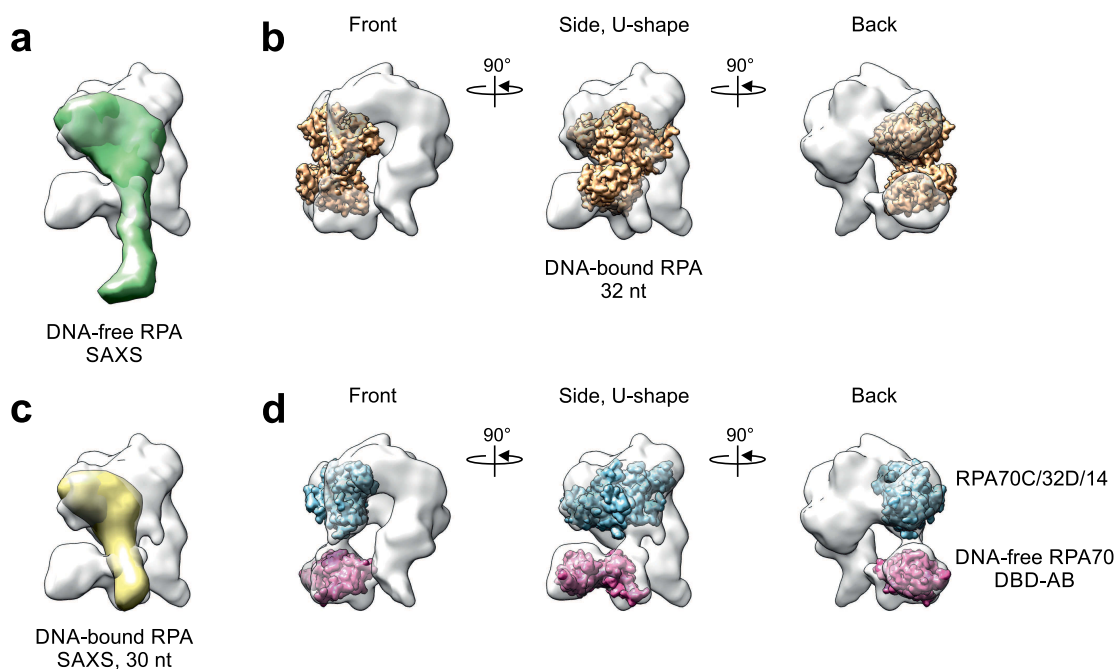 a
b
Front
Side, U-shape
Back
90°
90°
DNA-bound RPA
32 nt
DNA-free RPA
SAXS
c
d
Front
Side, U-shape
Back
90°
90°
RPA70C/32D/14
DNA-free RPA70
DBD-AB
DNA-bound RPA
SAXS, 30 nt